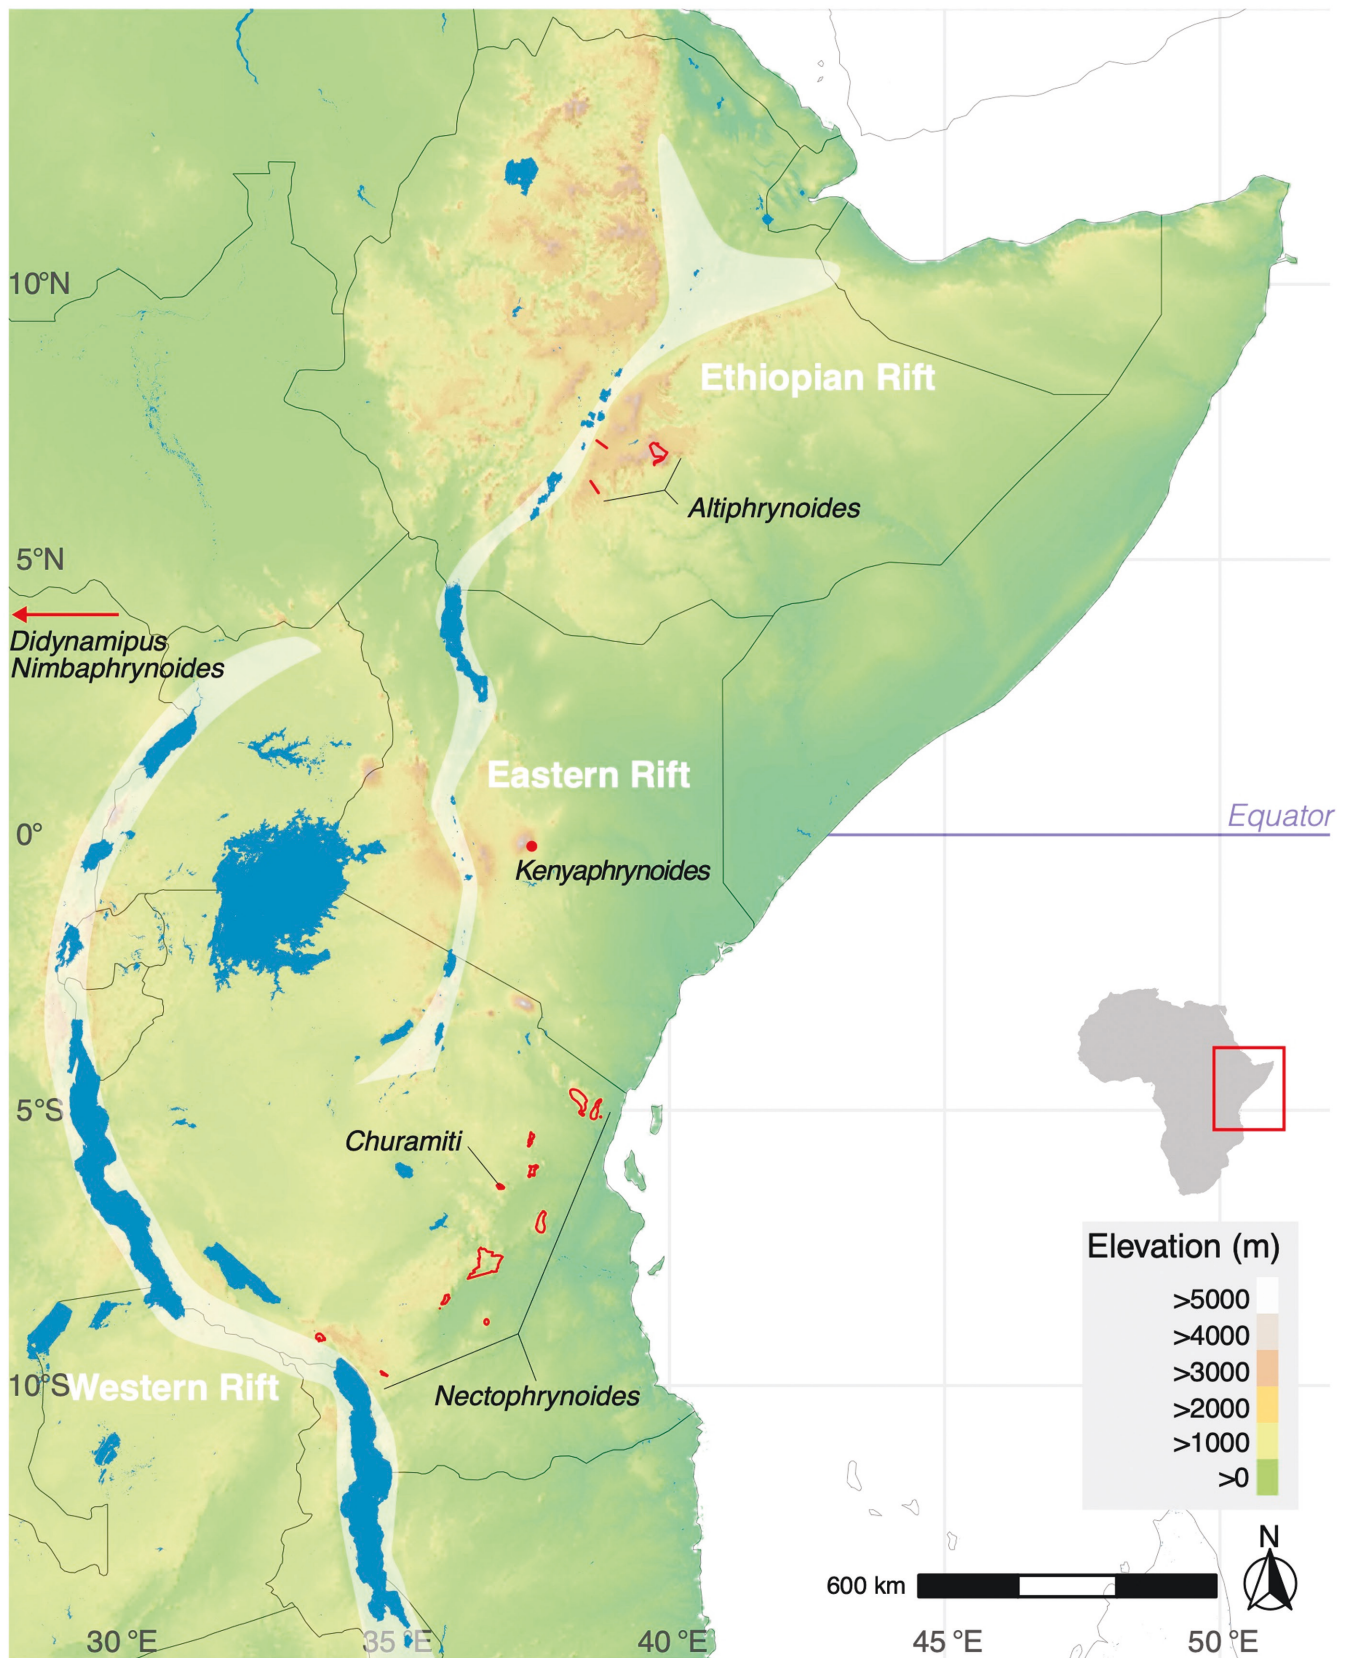 10°N
Ethiopian Rift
Altiphrynoides
5°N
Didynamipus
Nimbaphrynoides
Eastern Rift
Equator
0°
Kenyaphrynoides
5°S
Churamiti
Elevation (m)
>5000
>4000
>3000
>2000
>1000
>0
10°S
Western Rift
Nectophrynoides
N
600 km
30 °E
35 °E
40 °E
45 °E
50 °E